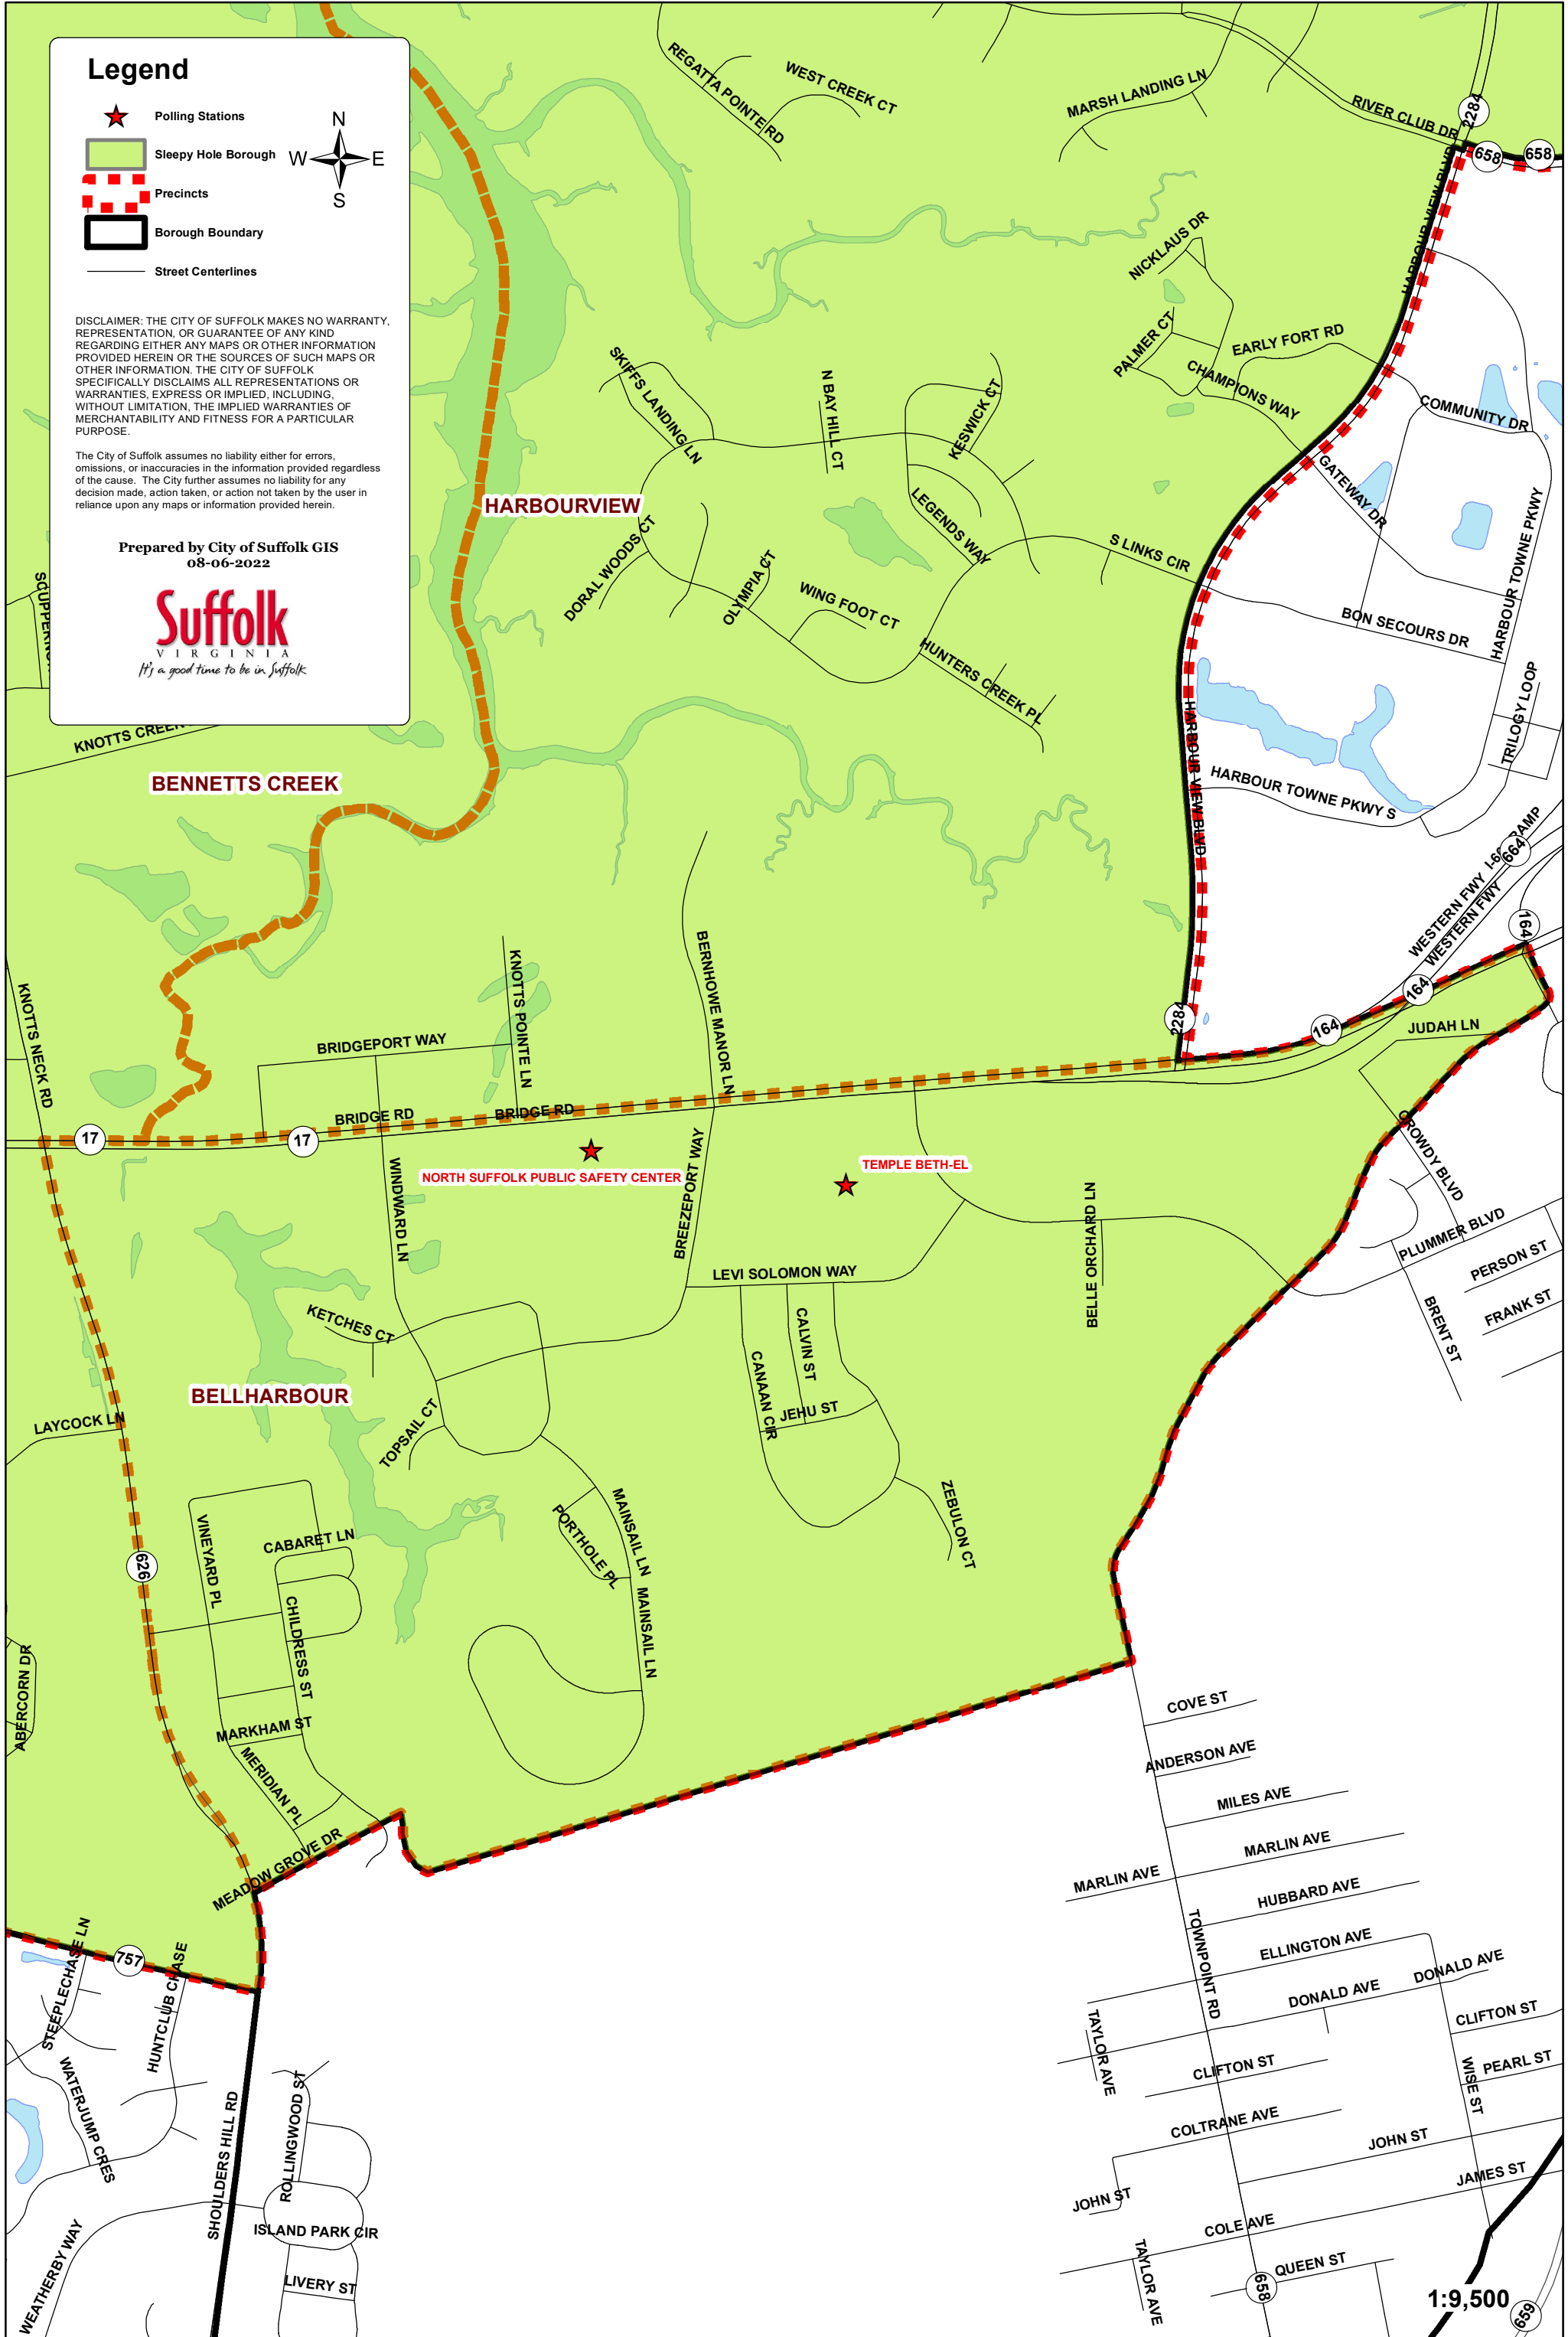 Legend
Polling Stations
Sleepy Hole Borough
Precincts
Borough Boundary
Street Centerlines
N
W
E
S
DISCLAIMER: THE CITY OF SUFFOLK MAKES NO WARRANTY,
REPRESENTATION, OR GUARANTEE OF ANY KIND
REGARDING EITHER ANY MAPS OR OTHER INFORMATION
PROVIDED HEREIN OR THE SOURCES OF SUCH MAPS OR
OTHER INFORMATION. THE CITY OF SUFFOLK
SPECIFICALLY DISCLAIMS ALL REPRESENTATIONS OR
WARRANTIES, EXPRESS OR IMPLIED, INCLUDING,
WITHOUT LIMITATION, THE IMPLIED WARRANTIES OF
MERCHANTABILITY AND FITNESS FOR A PARTICULAR
PURPOSE.
The City of Suffolk assumes no liability either for errors,
omissions, or inaccuracies in the information provided regardless
of the cause. The City further assumes no liability for any
decision made, action taken, or action not taken by the user in
reliance upon any maps or information provided herein.
Prepared by City of Suffolk GIS
08-06-2022
Suffolk
VIRGINIA
It's a good time to be in Suffolk
REGATTA POINTE RD
WEST CREEK CT
MARSH LANDING LN
RIVER CLUB DR
2284
658
658
HARBOUR VIEW BLVD
NICKLAUS DR
PALMER CT
EARLY FORT RD
CHAMPIONS WAY
COMMUNITY DR
GATEWAY DR
HARBOUR TOWNE PKWY
SKIFFS LANDING LN
N BAY HILL CT
KESWICK CT
HARBOURVIEW
LEGENDS WAY
S LINKS CIR
DORAL WOODS CT
OLYMPIA CT
WING FOOT CT
HUNTERS CREEK PL
BON SECOURS DR
TRILOGY LOOP
HARBOUR VIEW BLVD
HARBOUR TOWNE PKWY S
KNOTTS CREEK
BENNETTS CREEK
WESTERN FWY
RAMP
664
WESTERN FWY
164
164
164
2284
JUDAH LN
KNOTTS NECK RD
KNOTTS POINTE LN
BERNHOWE MANOR LN
BRIDGEPORT WAY
BRIDGE RD
BRIDGE RD
17
17
CROWDY BLVD
NORTH SUFFOLK PUBLIC SAFETY CENTER
TEMPLE BETH-EL
WINDWARD LN
BREEZEPORT WAY
BELLE ORCHARD LN
PLUMMER BLVD
PERSON ST
FRANK ST
BRENT ST
LEVI SOLOMON WAY
KETCHES CT
CALVIN ST
CANAAN CIR
JEHU ST
BELLHARBOUR
LAYCOCK LN
TOPSAIL CT
ZEBULON CT
MAINSAIL LN
PORTHOLE PL
MAINSAIL LN
VINEYARD PL
CABARET LN
626
CHILDRESS ST
ABERCORN DR
MARKHAM ST
MERIDIAN PL
MEADOW GROVE DR
COVE ST
ANDERSON AVE
MILES AVE
MARLIN AVE
MARLIN AVE
HUBBARD AVE
TOWNPOINT RD
ELLINGTON AVE
DONALD AVE
DONALD AVE
757
STEEPLECHASE LN
HUNTCLUB CHASE
WATERJUMP CRES
SHOULDERS HILL RD
ROLLINGWOOD ST
ISLAND PARK CIR
LIVERY ST
WEATHERBY WAY
TAYLOR AVE
CLIFTON ST
CLIFTON ST
PEARL ST
WISE ST
COLTRANE AVE
JOHN ST
JOHN ST
JAMES ST
COLE AVE
TAYLOR AVE
QUEEN ST
658
1:9,500
659